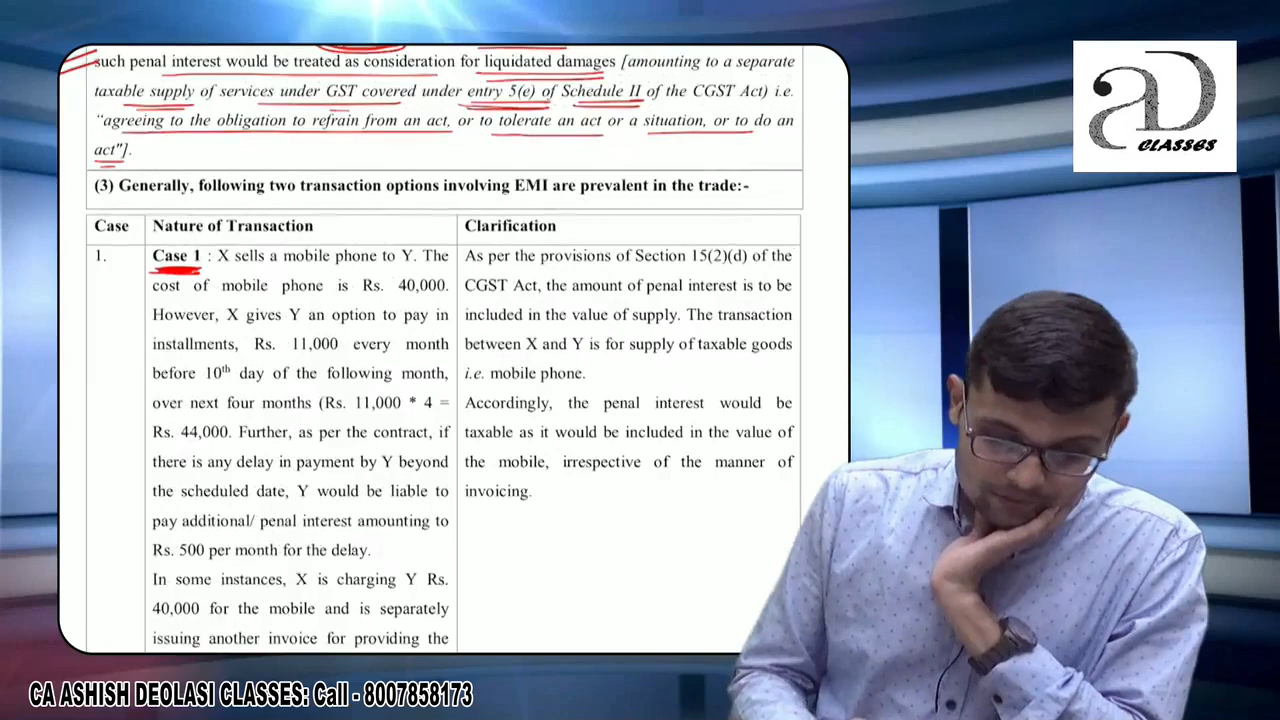 such penal interest would be treated as consideration for liquidated damages [amounting to a separate
taxable supply of services under GST covered under entry 5(e) of Schedule II of the CGST Act) i.e.
"agreeing to the obligation to refrain from an act, or to tolerate an act or a situation, or to do an
act"].
(3) Generally, following two transaction options involving EMI are prevalent in the trade:-
Case
Nature of Transaction
Clarification
1.
Case 1 : X sells a mobile phone to Y. The
cost of mobile phone is Rs. 40,000.
However, X gives Y an option to pay in
installments, Rs. 11,000 every month
before 10th day of the following month,
over next four months (Rs. 11,000 * 4 =
Rs. 44,000. Further, as per the contract, if
there is any delay in payment by Y beyond
the scheduled date, Y would be liable to
pay additional/ penal interest amounting to
Rs. 500 per month for the delay.
In some instances, X is charging Y Rs.
40,000 for the mobile and is separately
issuing another invoice for providing the
As per the provisions of Section 15(2)(d) of the
CGST Act, the amount of penal interest is to be
included in the value of supply. The transaction
between X and Y is for supply of taxable goods
i.e. mobile phone.
Accordingly, the penal interest would be
taxable as it would be included in the value of
the mobile, irrespective of the manner of
invoicing.
aD
CLASSES
CA ASHISH DEOLASI CLASSES: Call - 8007858173